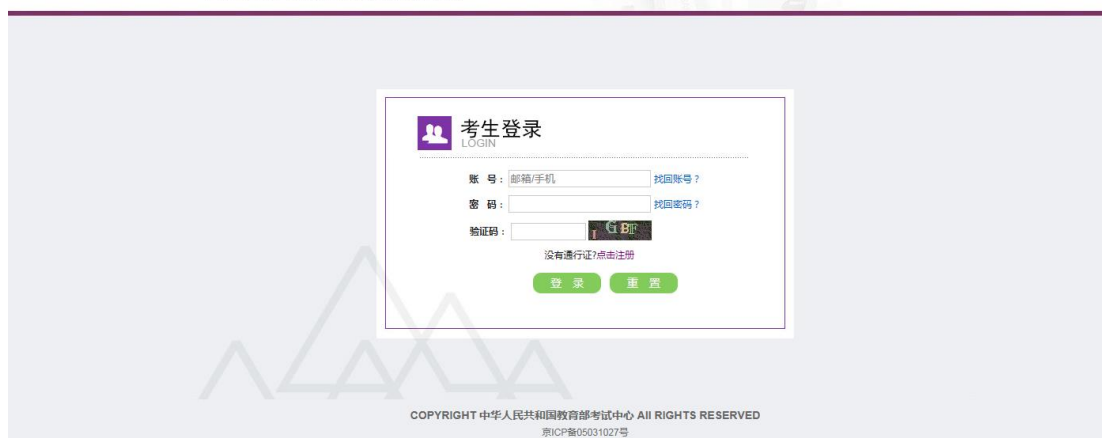 考生登录
LOGIN
账 号： 邮箱/手机 找回账号？
密 码： 找回密码？
验证码： IGBF
没有通行证?点击注册
登 录 重 置
COPYRIGHT 中华人民共和国教育部考试中心 All RIGHTS RESERVED
京ICP备05031027号